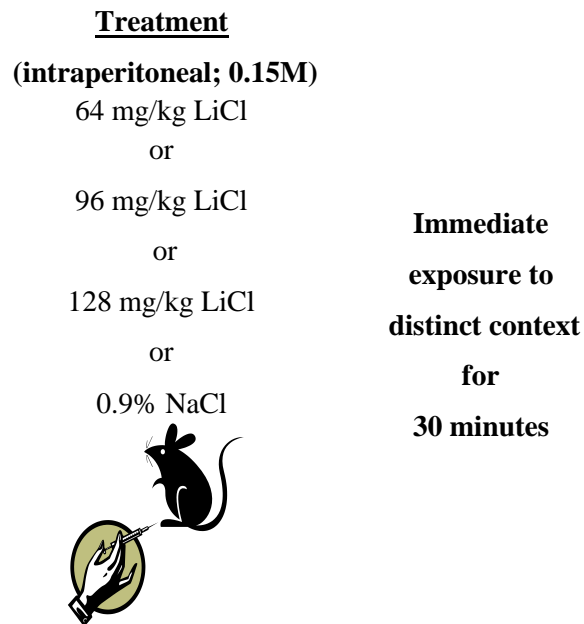 Treatment
(intraperitoneal; 0.15M)
64 mg/kg LiCl
or
96 mg/kg LiCl
or
128 mg/kg LiCl
or
0.9% NaCl
Immediate
exposure to
distinct context
for
30 minutes